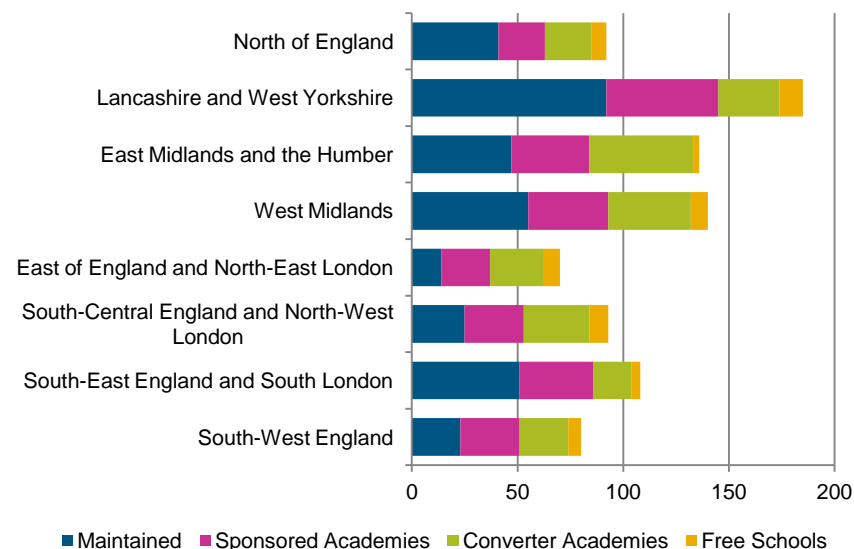 North of England
Lancashire and West Yorkshire
East Midlands and the Humber
West Midlands
East of England and North-East London
South-Central England and North-West
London
South-East England and South London
South-West England
0 50 100 150 200
Maintained Sponsored Academies Converter Academies Free Schools